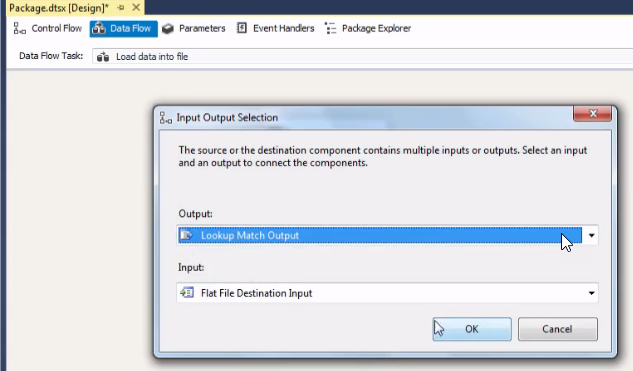 Package.dtsx [Design]*
Control Flow Data Flow Parameters Event Handlers Package Explorer
Data Flow Task: Load data into file
Input Output Selection
The source or the destination component contains multiple inputs or outputs. Select an input
and an output to connect the components.
Output:
Lookup Match Output
Input:
Flat File Destination Input
OK Cancel